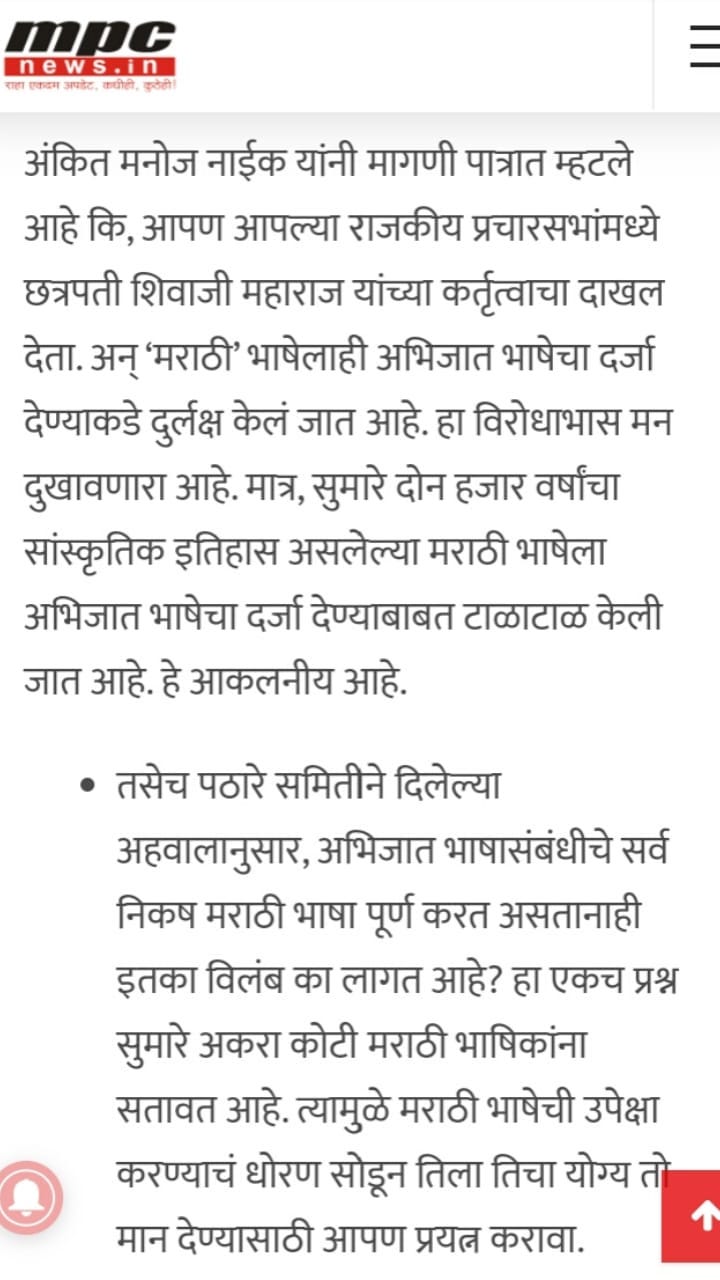 mpc
news.in
राहा एकदम अपडेट, कधीही, कुठेही!
अंकित मनोज नाईक यांनी मागणी पात्रात म्हटले
आहे कि, आपण आपल्या राजकीय प्रचारसभांमध्ये
छत्रपती शिवाजी महाराज यांच्या कर्तृत्वाचा दाखल
देता. अन् ‘मराठी’ भाषेलाही अभिजात भाषेचा दर्जा
देण्याकडे दुर्लक्ष केलं जात आहे. हा विरोधाभास मन
दुखावणारा आहे. मात्र, सुमारे दोन हजार वर्षांचा
सांस्कृतिक इतिहास असलेल्या मराठी भाषेला
अभिजात भाषेचा दर्जा देण्याबाबत टाळाटाळ केली
जात आहे. हे आकलनीय आहे.
• तसेच पठारे समितीने दिलेल्या
अहवालानुसार, अभिजात भाषासंबंधीचे सर्व
निकष मराठी भाषा पूर्ण करत असतानाही
इतका विलंब का लागत आहे? हा एकच प्रश्न
सुमारे अकरा कोटी मराठी भाषिकांना
सतावत आहे. त्यामुळे मराठी भाषेची उपेक्षा
करण्याचं धोरण सोडून तिला तिचा योग्य तो
मान देण्यासाठी आपण प्रयत्न करावा.